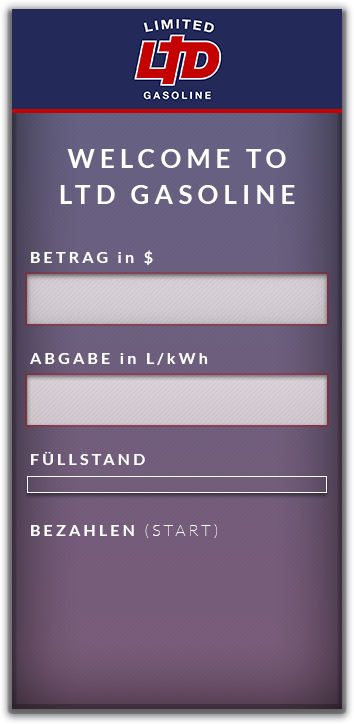 LIMITED
LTD
GASOLINE
WELCOME TO
LTD GASOLINE
BETRAG in $
ABGABE in L/kWh
FÜLLSTAND
BEZAHLEN (START)